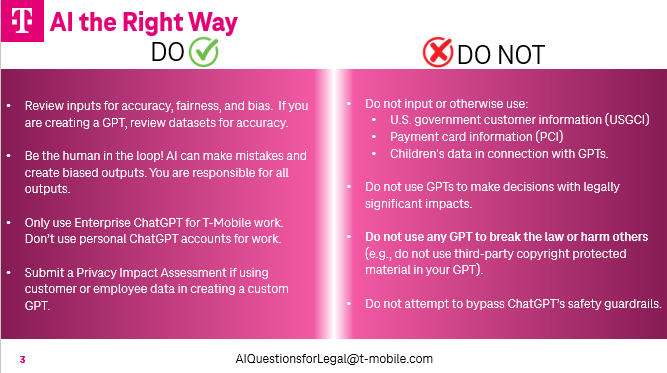 T AI the Right Way
DO
DO NOT
• Review inputs for accuracy, fairness, and bias. If you
are creating a GPT, review datasets for accuracy.
• Be the human in the loop! AI can make mistakes and
create biased outputs. You are responsible for all
outputs.
• Only use Enterprise ChatGPT for T-Mobile work.
Don't use personal ChatGPT accounts for work.
• Submit a Privacy Impact Assessment if using
customer or employee data in creating a custom
GPT.
• Do not input or otherwise use:
• U.S. government customer information (USGCI)
• Payment card information (PCI)
• Children's data in connection with GPTs.
• Do not use GPTs to make decisions with legally
significant impacts.
• Do not use any GPT to break the law or harm others
(e.g., do not use third-party copyright protected
material in your GPT).
• Do not attempt to bypass ChatGPT's safety guardrails.
3
AIQuestionsforLegal@t-mobile.com